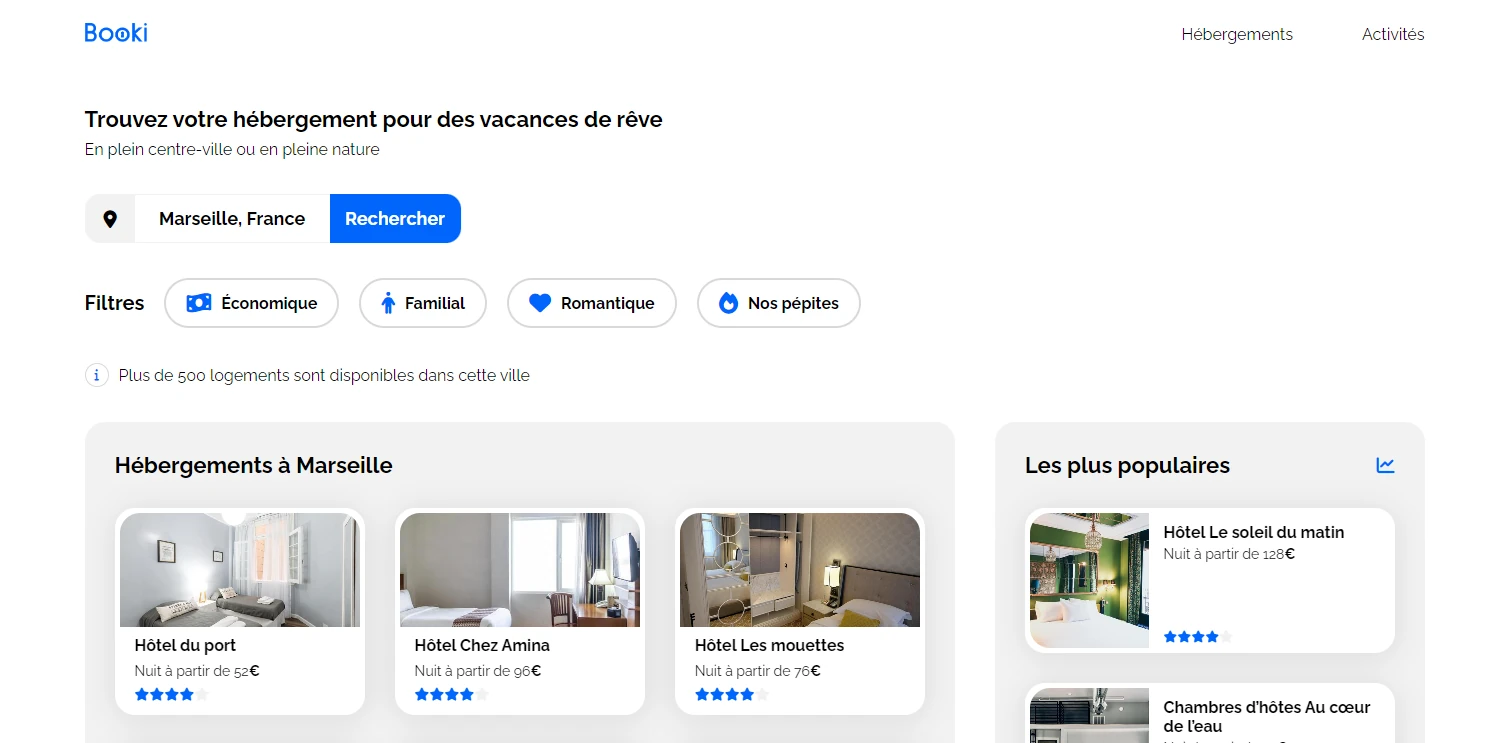 Booki
Hébergements
Activités
Trouvez votre hébergement pour des vacances de rêve
En plein centre-ville ou en pleine nature
Marseille, France
Rechercher
Filtres
Économique
Familial
Romantique
Nos pépites
Plus de 500 logements sont disponibles dans cette ville
Hébergements à Marseille
Hôtel du port
Nuit à partir de 52€
Hôtel Chez Amina
Nuit à partir de 96€
Hôtel Les mouettes
Nuit à partir de 76€
Les plus populaires
Hôtel Le soleil du matin
Nuit à partir de 128€
Chambres d’hôtes Au cœur
de l’eau